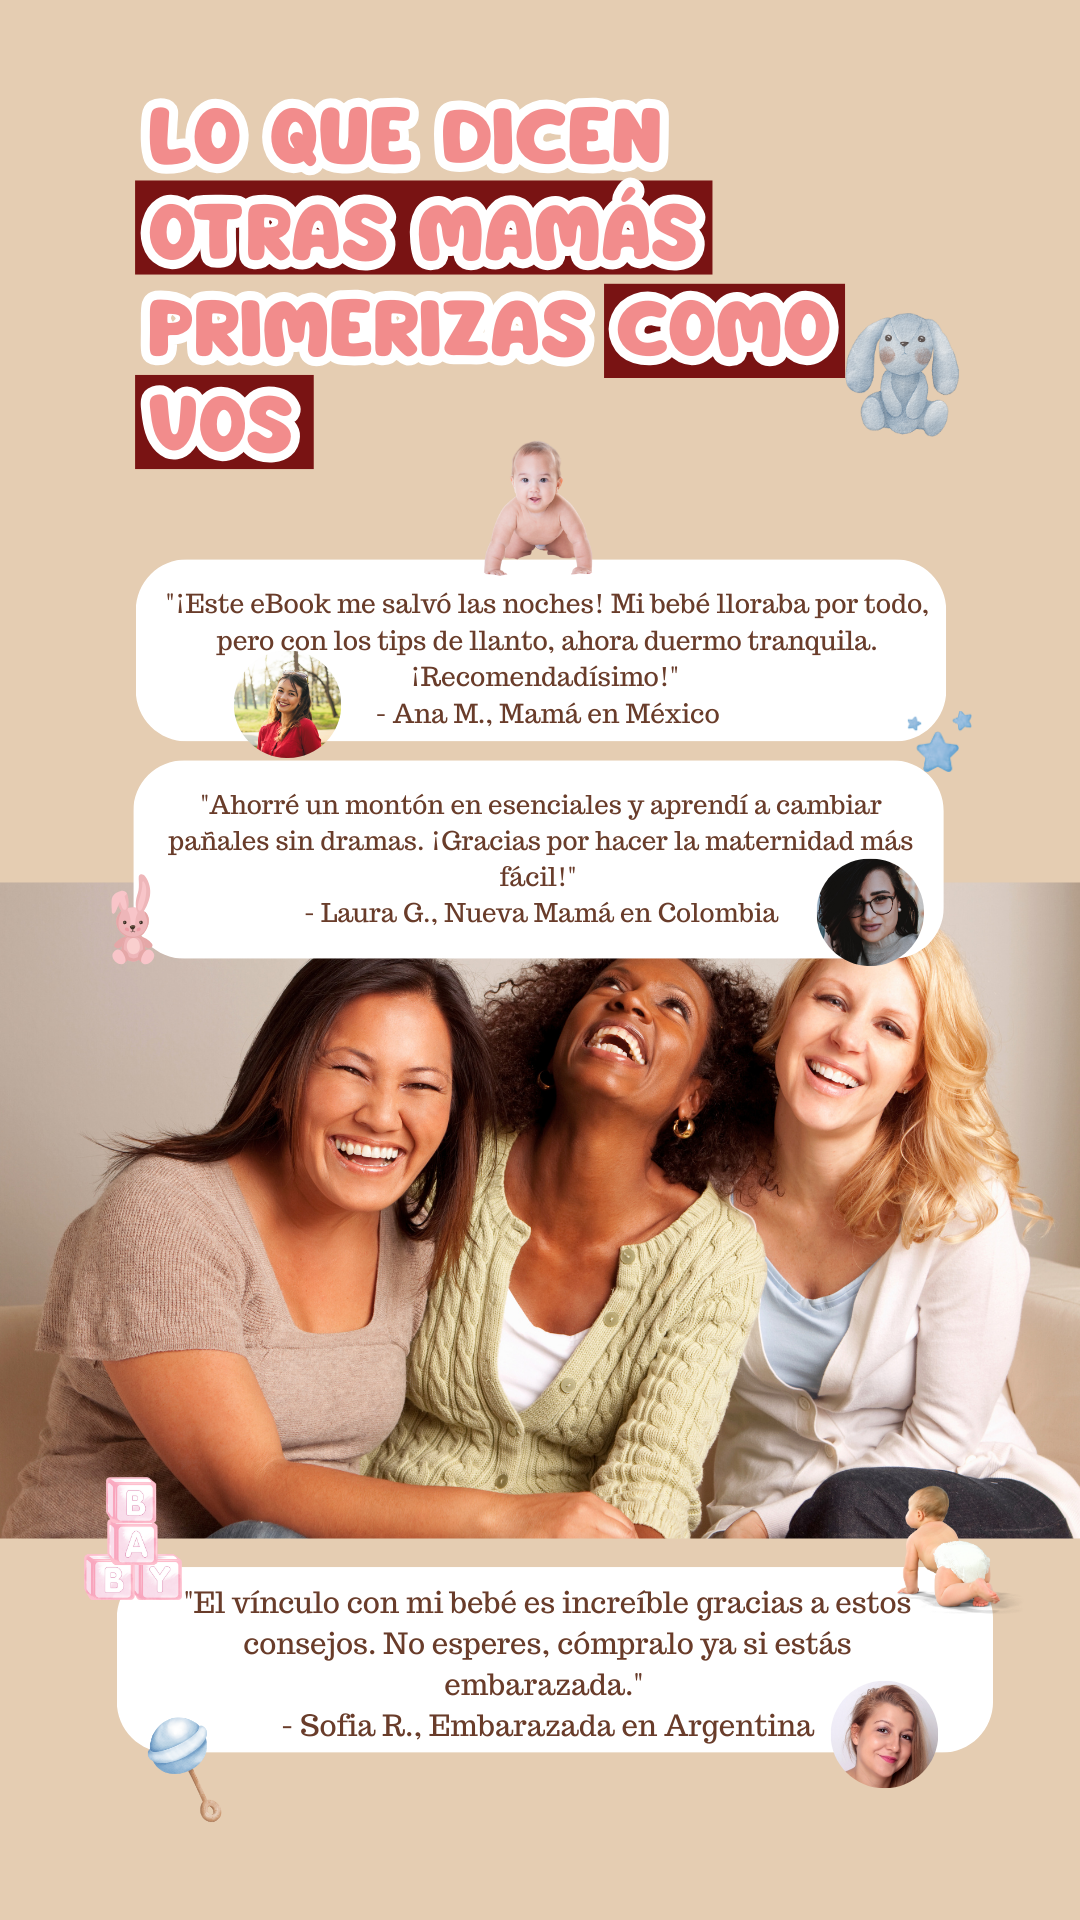 LO QUE DICEN
OTRAS MAMÁS
PRIMERIZAS COMO
VOS
"¡Este eBook me salvó las noches! Mi bebé lloraba por todo,
pero con los tips de llanto, ahora duermo tranquila.
¡Recomendadísimo!"
- Ana M., Mamá en México
"Ahorré un montón en esenciales y aprendí a cambiar
pañales sin dramas. ¡Gracias por hacer la maternidad más
fácil!"
- Laura G., Nueva Mamá en Colombia
B
A
B Y
"El vínculo con mi bebé es increíble gracias a estos
consejos. No esperes, cómpralo ya si estás
embarazada."
- Sofia R., Embarazada en Argentina